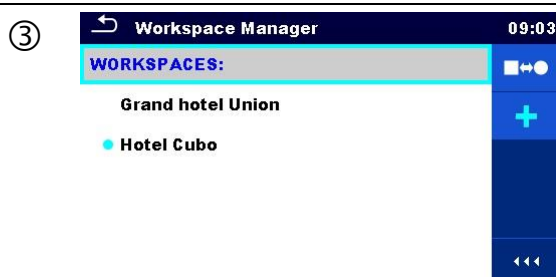 ③
Workspace Manager 09:03
WORKSPACES:
Grand hotel Union
Hotel Cubo